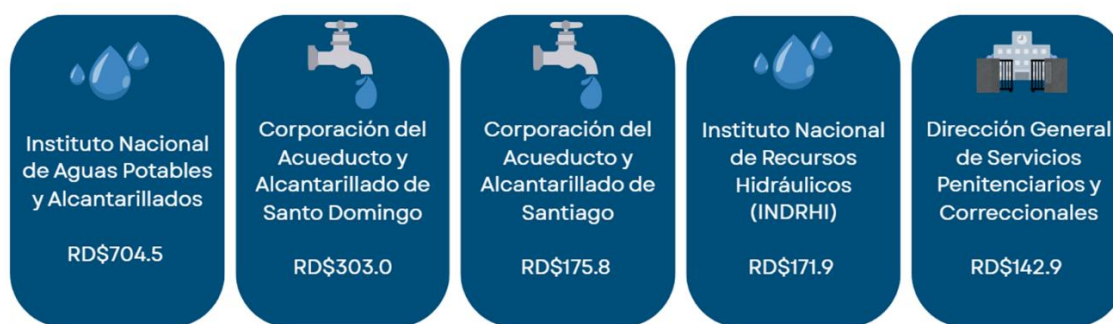 Instituto Nacional
de Aguas Potables
y Alcantarillados
RD$704.5
Corporación del
Acueducto y
Alcantarillado de
Santo Domingo
RD$303.0
Corporación del
Acueducto y
Alcantarillado de
Santiago
RD$175.8
Instituto Nacional
de Recursos
Hidráulicos
(INDRHI)
RD$171.9
Dirección General
de Servicios
Penitenciarios y
Correccionales
RD$142.9